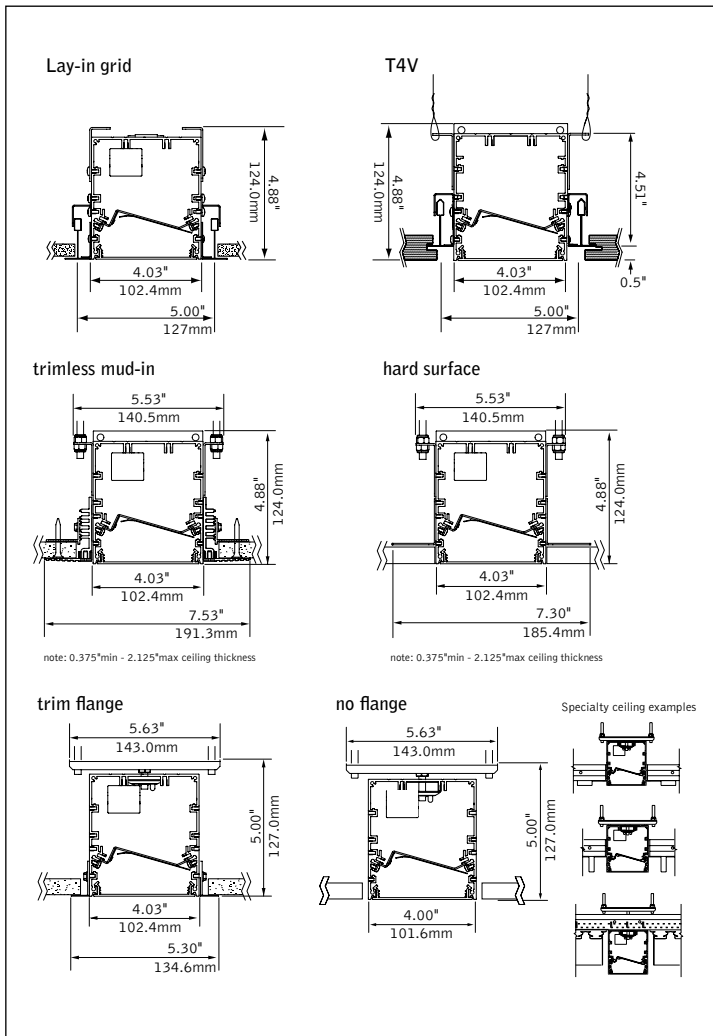 Lay-in grid
4.88"
124.0mm
4.03"
102.4mm
5.00"
127mm
T4V
4.88"
124.0mm
4.51"
0.5"
4.03"
102.4mm
5.00"
127mm
trimless mud-in
5.53"
140.5mm
4.88"
124.0mm
4.03"
102.4mm
7.53"
191.3mm
note: 0.375"min - 2.125"max ceiling thickness
hard surface
5.53"
140.5mm
4.88"
124.0mm
4.03"
102.4mm
7.30"
185.4mm
note: 0.375"min - 2.125"max ceiling thickness
trim flange
5.63"
143.0mm
5.00"
127.0mm
4.03"
102.4mm
5.30"
134.6mm
no flange
5.63"
143.0mm
5.00"
127.0mm
4.00"
101.6mm
Specialty ceiling examples